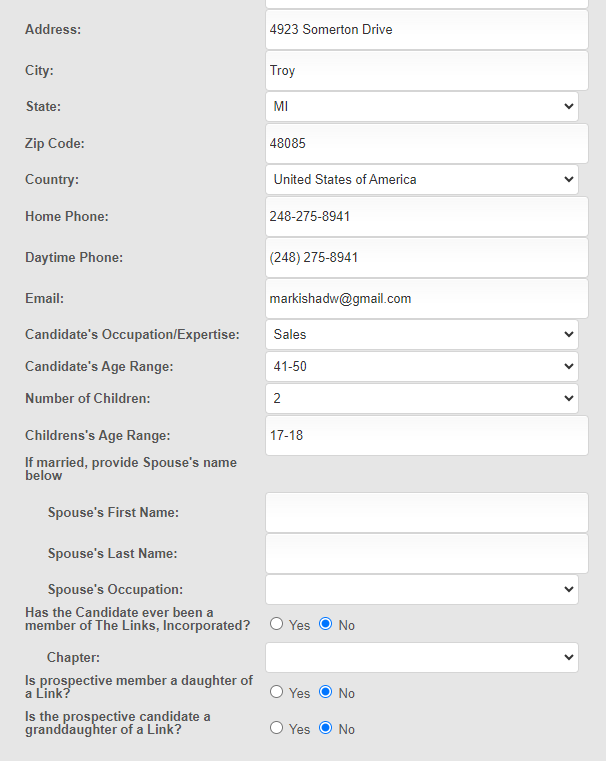 Address: 4923 Somerton Drive
City: Troy
State: MI
Zip Code: 48085
Country: United States of America
Home Phone: 248-275-8941
Daytime Phone: (248) 275-8941
Email: markishadw@gmail.com
Candidate's Occupation/Expertise: Sales
Candidate's Age Range: 41-50
Number of Children: 2
Childrens's Age Range: 17-18
If married, provide Spouse's name
below
Spouse's First Name:
Spouse's Last Name:
Spouse's Occupation:
Has the Candidate ever been a
member of The Links, Incorporated? Yes No
Chapter:
Is prospective member a daughter of
a Link? Yes No
Is the prospective candidate a
granddaughter of a Link? Yes No